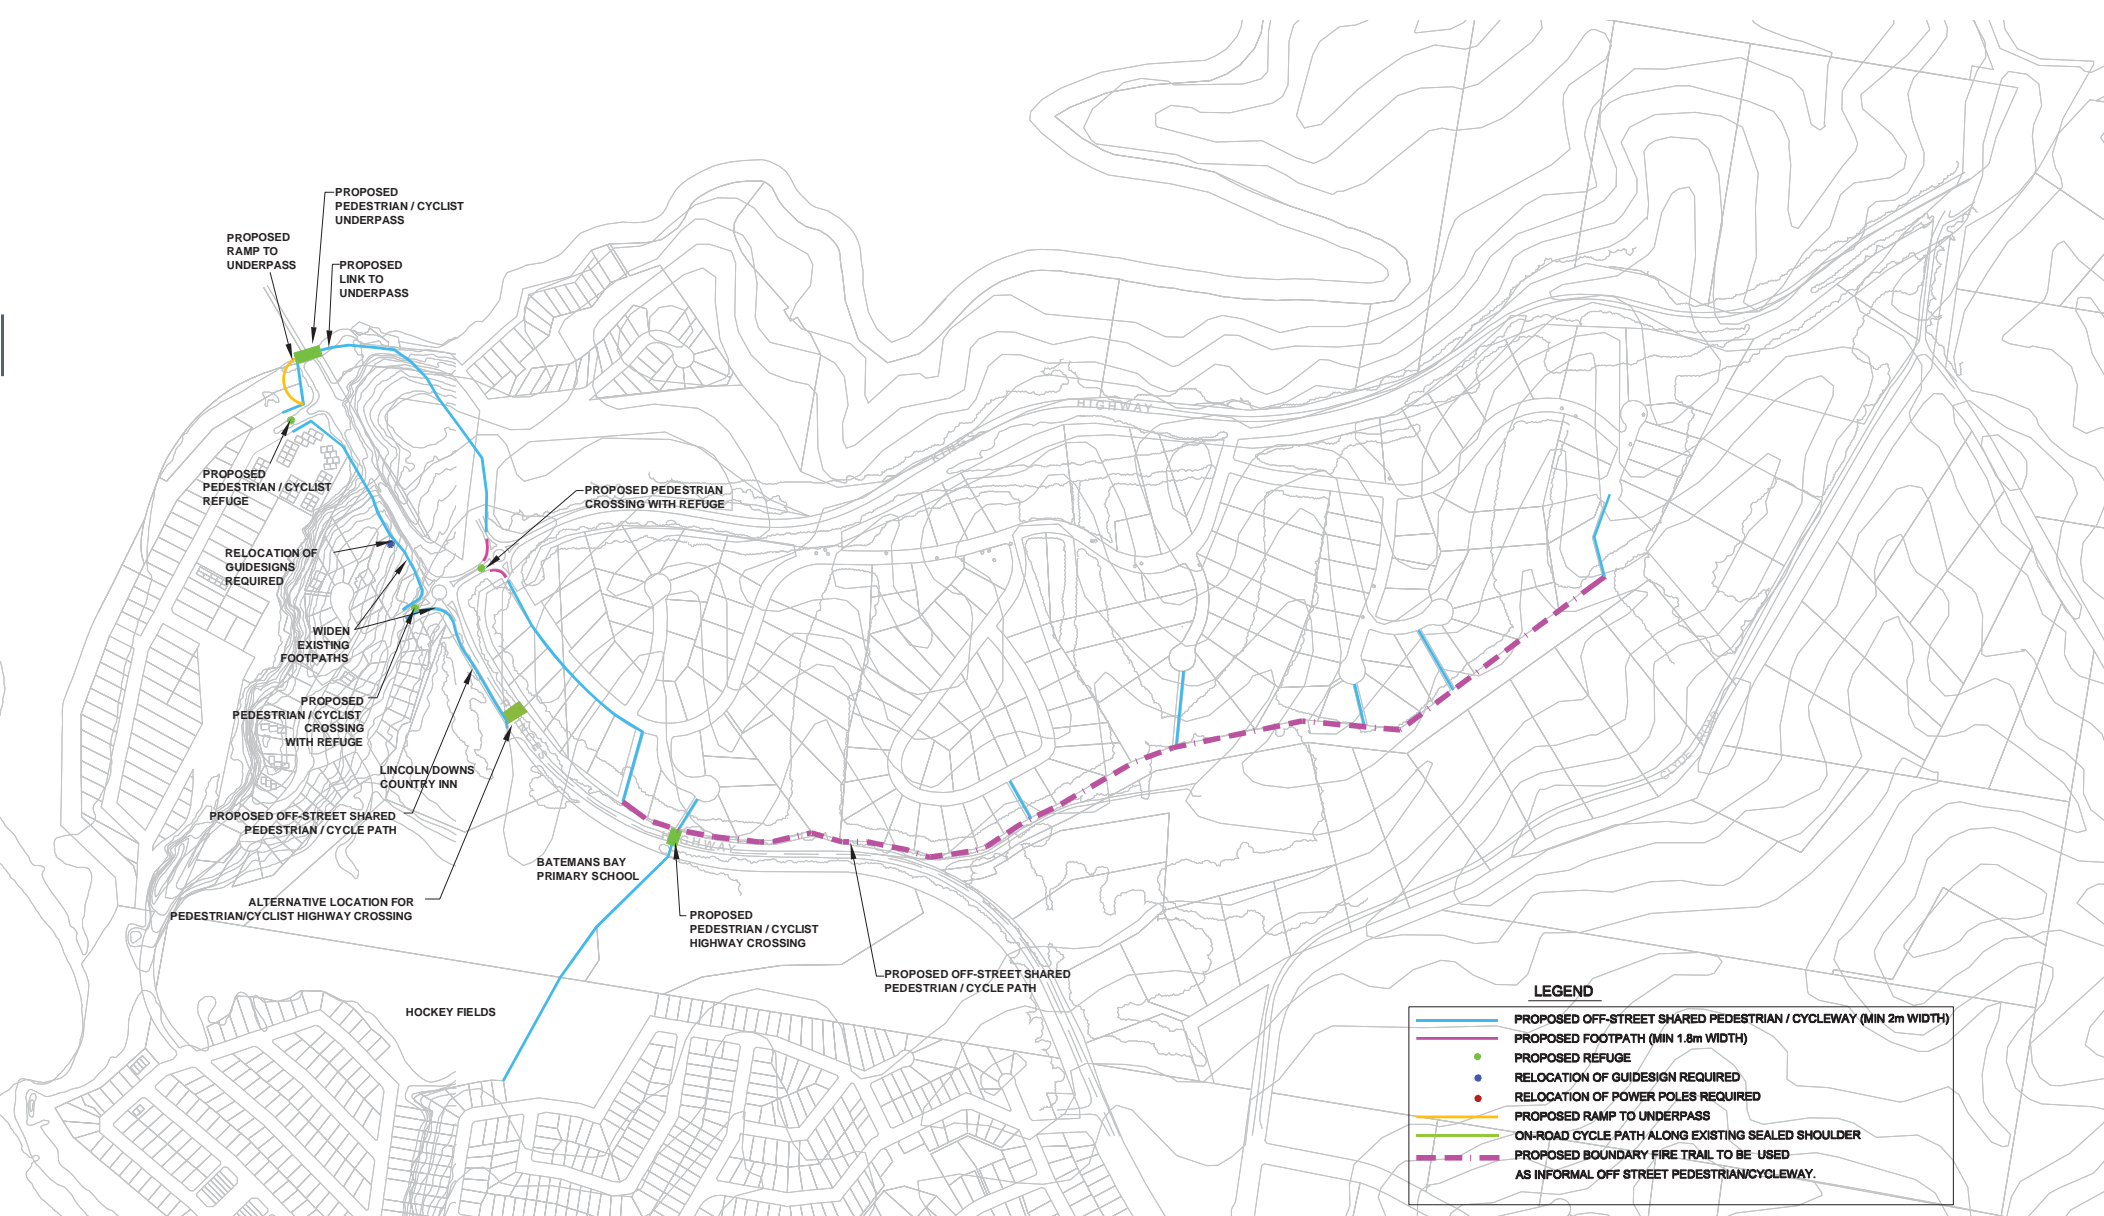 PROPOSED
PEDESTRIAN / CYCLIST
UNDERPASS
PROPOSED
RAMP TO
UNDERPASS
PROPOSED
LINK TO
UNDERPASS
PROPOSED
PEDESTRIAN / CYCLIST
REFUGE
PROPOSED PEDESTRIAN
CROSSING WITH REFUGE
RELOCATION OF
GUIDESIGNS
REQUIRED
WIDEN
EXISTING
FOOTPATHS
PROPOSED
PEDESTRIAN / CYCLIST
CROSSING
WITH REFUGE
LINCOLN DOWNS
COUNTRY INN
PROPOSED OFF-STREET SHARED
PEDESTRIAN / CYCLE PATH
ALTERNATIVE LOCATION FOR
PEDESTRIAN/CYCLIST HIGHWAY CROSSING
BATEMANS BAY
PRIMARY SCHOOL
PROPOSED
PEDESTRIAN / CYCLIST
HIGHWAY CROSSING
PROPOSED OFF-STREET SHARED
PEDESTRIAN / CYCLE PATH
HOCKEY FIELDS
HIGHWAY
LEGEND
PROPOSED OFF-STREET SHARED PEDESTRIAN / CYCLEWAY (MIN 2m WIDTH)
PROPOSED FOOTPATH (MIN 1.8m WIDTH)
PROPOSED REFUGE
RELOCATION OF GUIDESIGN REQUIRED
RELOCATION OF POWER POLES REQUIRED
PROPOSED RAMP TO UNDERPASS
ON-ROAD CYCLE PATH ALONG EXISTING SEALED SHOULDER
PROPOSED BOUNDARY FIRE TRAIL TO BE USED
AS INFORMAL OFF STREET PEDESTRIAN/CYCLEWAY.